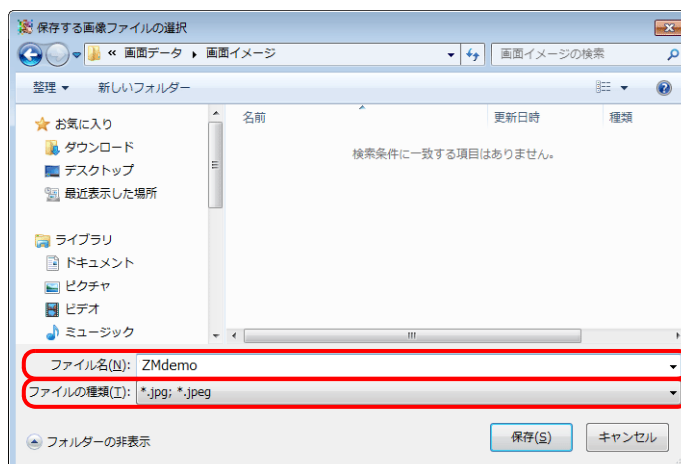 保存する画像ファイルの選択
« 画面データ 画面イメージ 画面イメージの検索
整理 新しいフォルダー
お気に入り
ダウンロード
デスクトップ
最近表示した場所
ライブラリ
ドキュメント
ピクチャ
ビデオ
ミュージック
名前 更新日時 種類
検索条件に一致する項目はありません。
ファイル名(N): ZMdemo
ファイルの種類(T): *.jpg; *.jpeg
フォルダーの非表示 保存(S) キャンセル